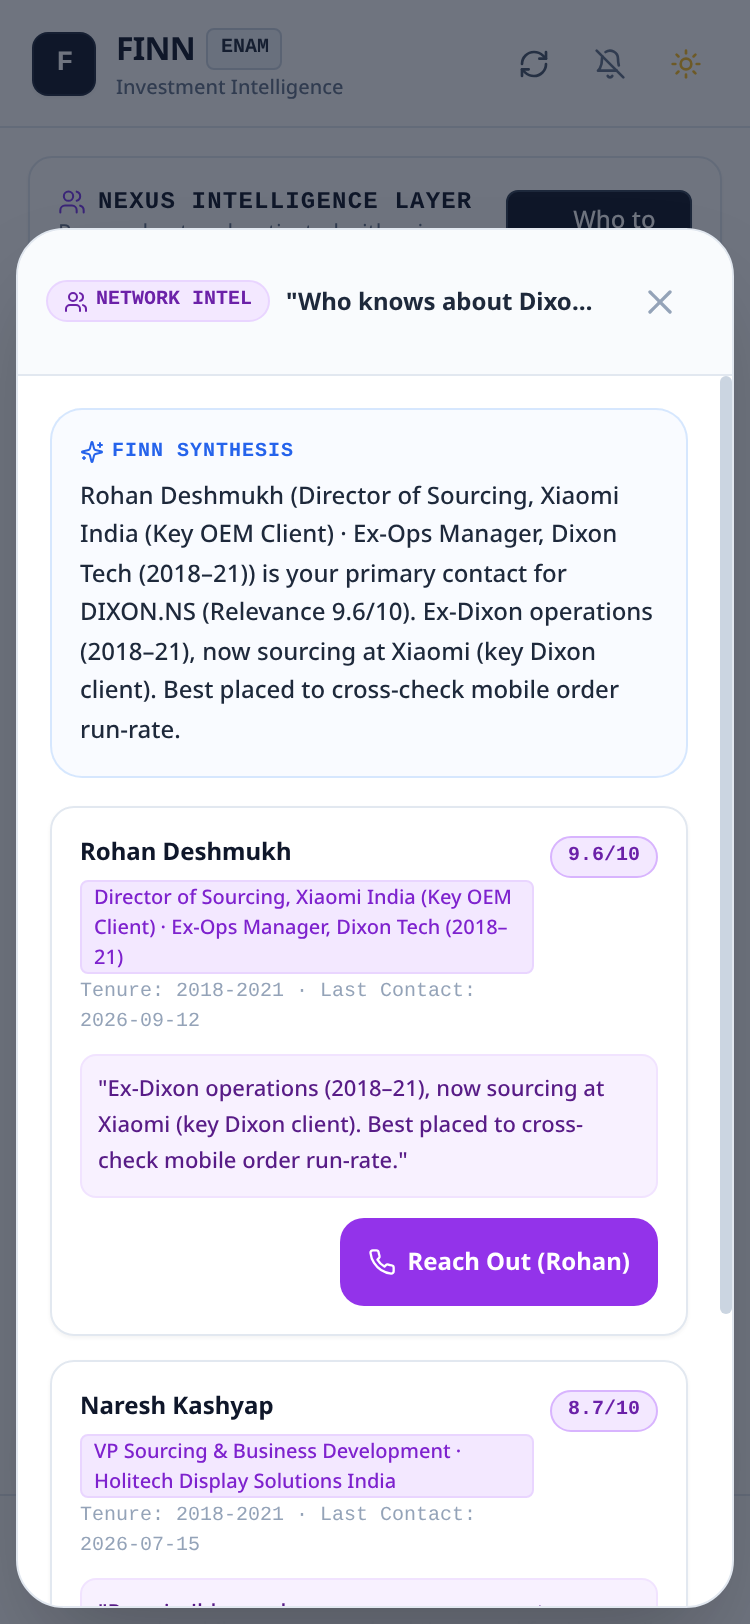 F
FINN
ENAM
Investment Intelligence
NEXUS INTELLIGENCE LAYER
Who to
NETWORK INTEL
"Who knows about Dixo...
FINN SYNTHESIS
Rohan Deshmukh (Director of Sourcing, Xiaomi
India (Key OEM Client) · Ex-Ops Manager, Dixon
Tech (2018–21)) is your primary contact for
DIXON.NS (Relevance 9.6/10). Ex-Dixon operations
(2018–21), now sourcing at Xiaomi (key Dixon
client). Best placed to cross-check mobile order
run-rate.
Rohan Deshmukh
9.6/10
Director of Sourcing, Xiaomi India (Key OEM
Client) · Ex-Ops Manager, Dixon Tech (2018–
21)
Tenure: 2018-2021 · Last Contact:
2026-09-12
"Ex-Dixon operations (2018–21), now sourcing at
Xiaomi (key Dixon client). Best placed to cross-
check mobile order run-rate."
Reach Out (Rohan)
Naresh Kashyap
8.7/10
VP Sourcing & Business Development ·
Holitech Display Solutions India
Tenure: 2018-2021 · Last Contact:
2026-07-15